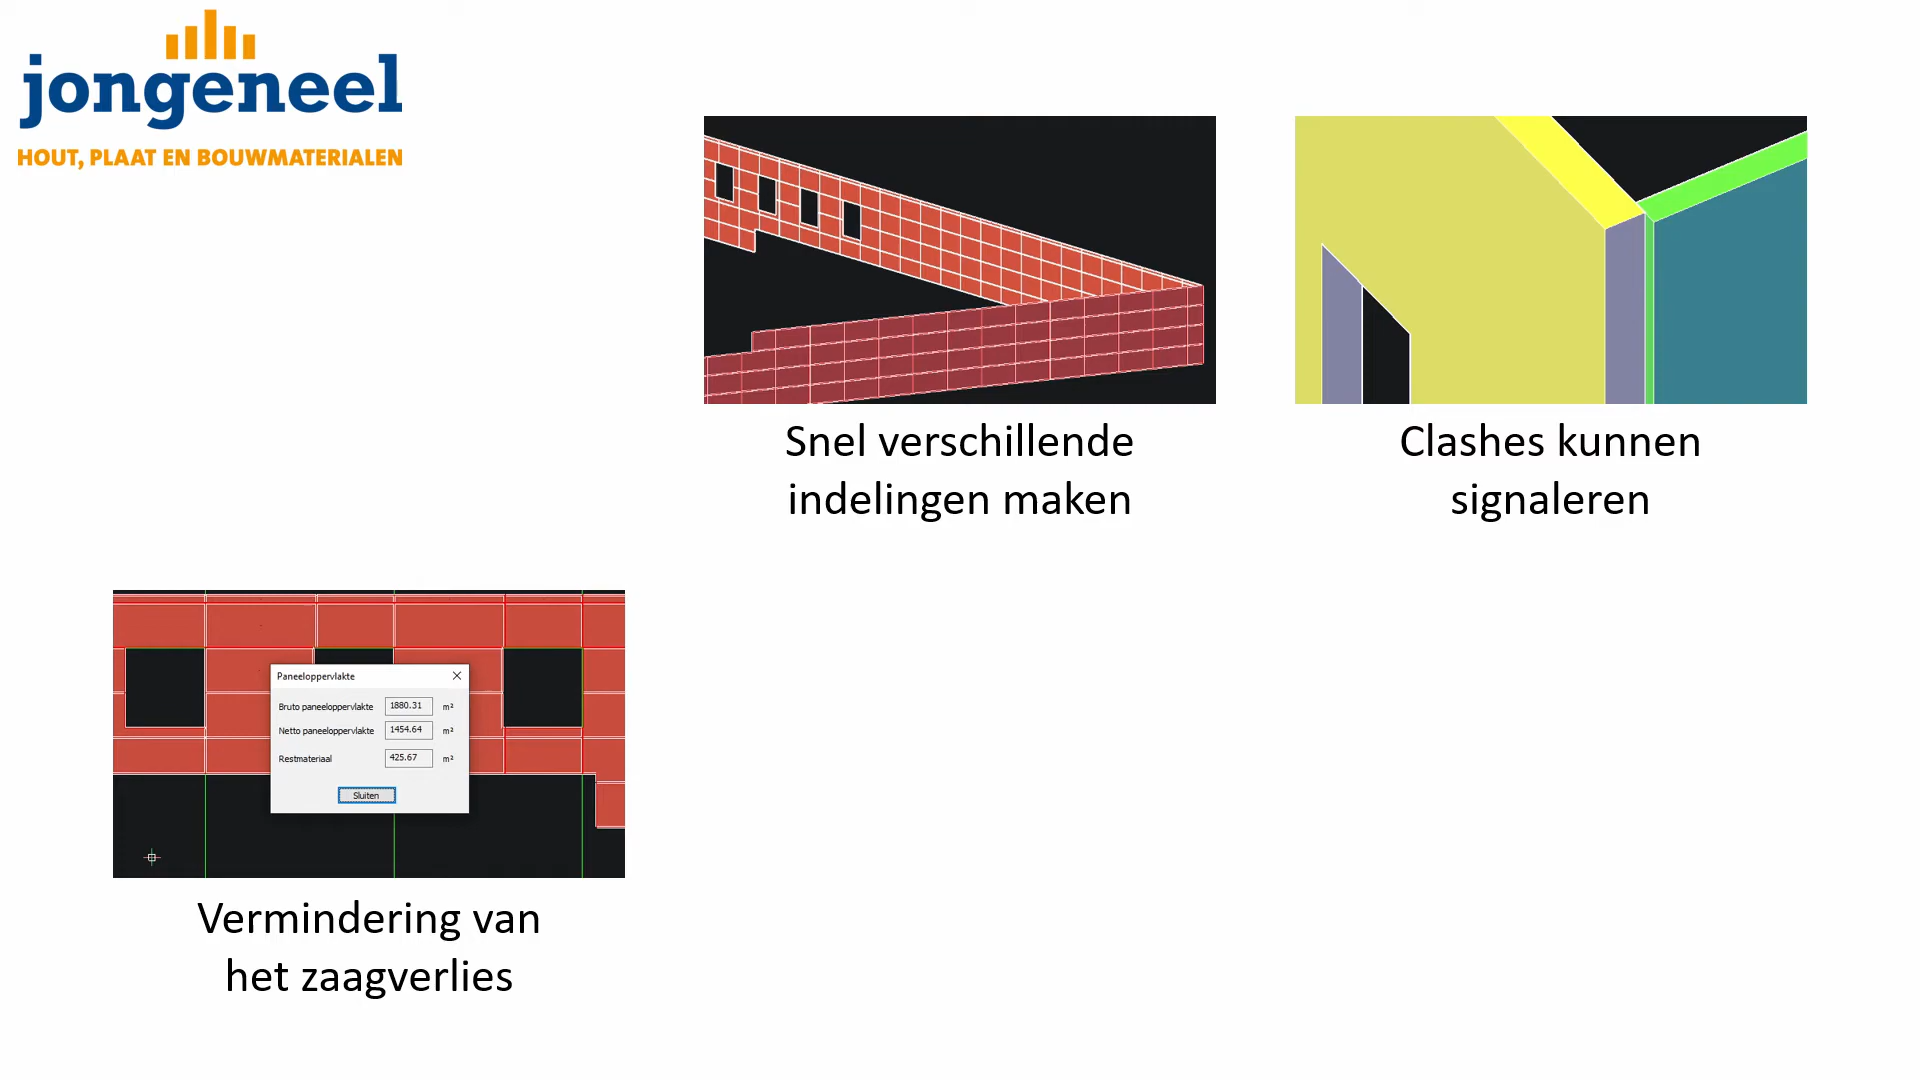 jongeneel
HOUT, PLAAT EN BOUWMATERIALEN
Snel verschillende
indelingen maken
Clashes kunnen
signaleren
Paneeloppervlakte
Bruto paneeloppervlakte 1880.31 m²
Netto paneeloppervlakte 1454.64 m²
Restmateriaal 425.67 m²
Sluiten
Vermindering van
het zaagverlies